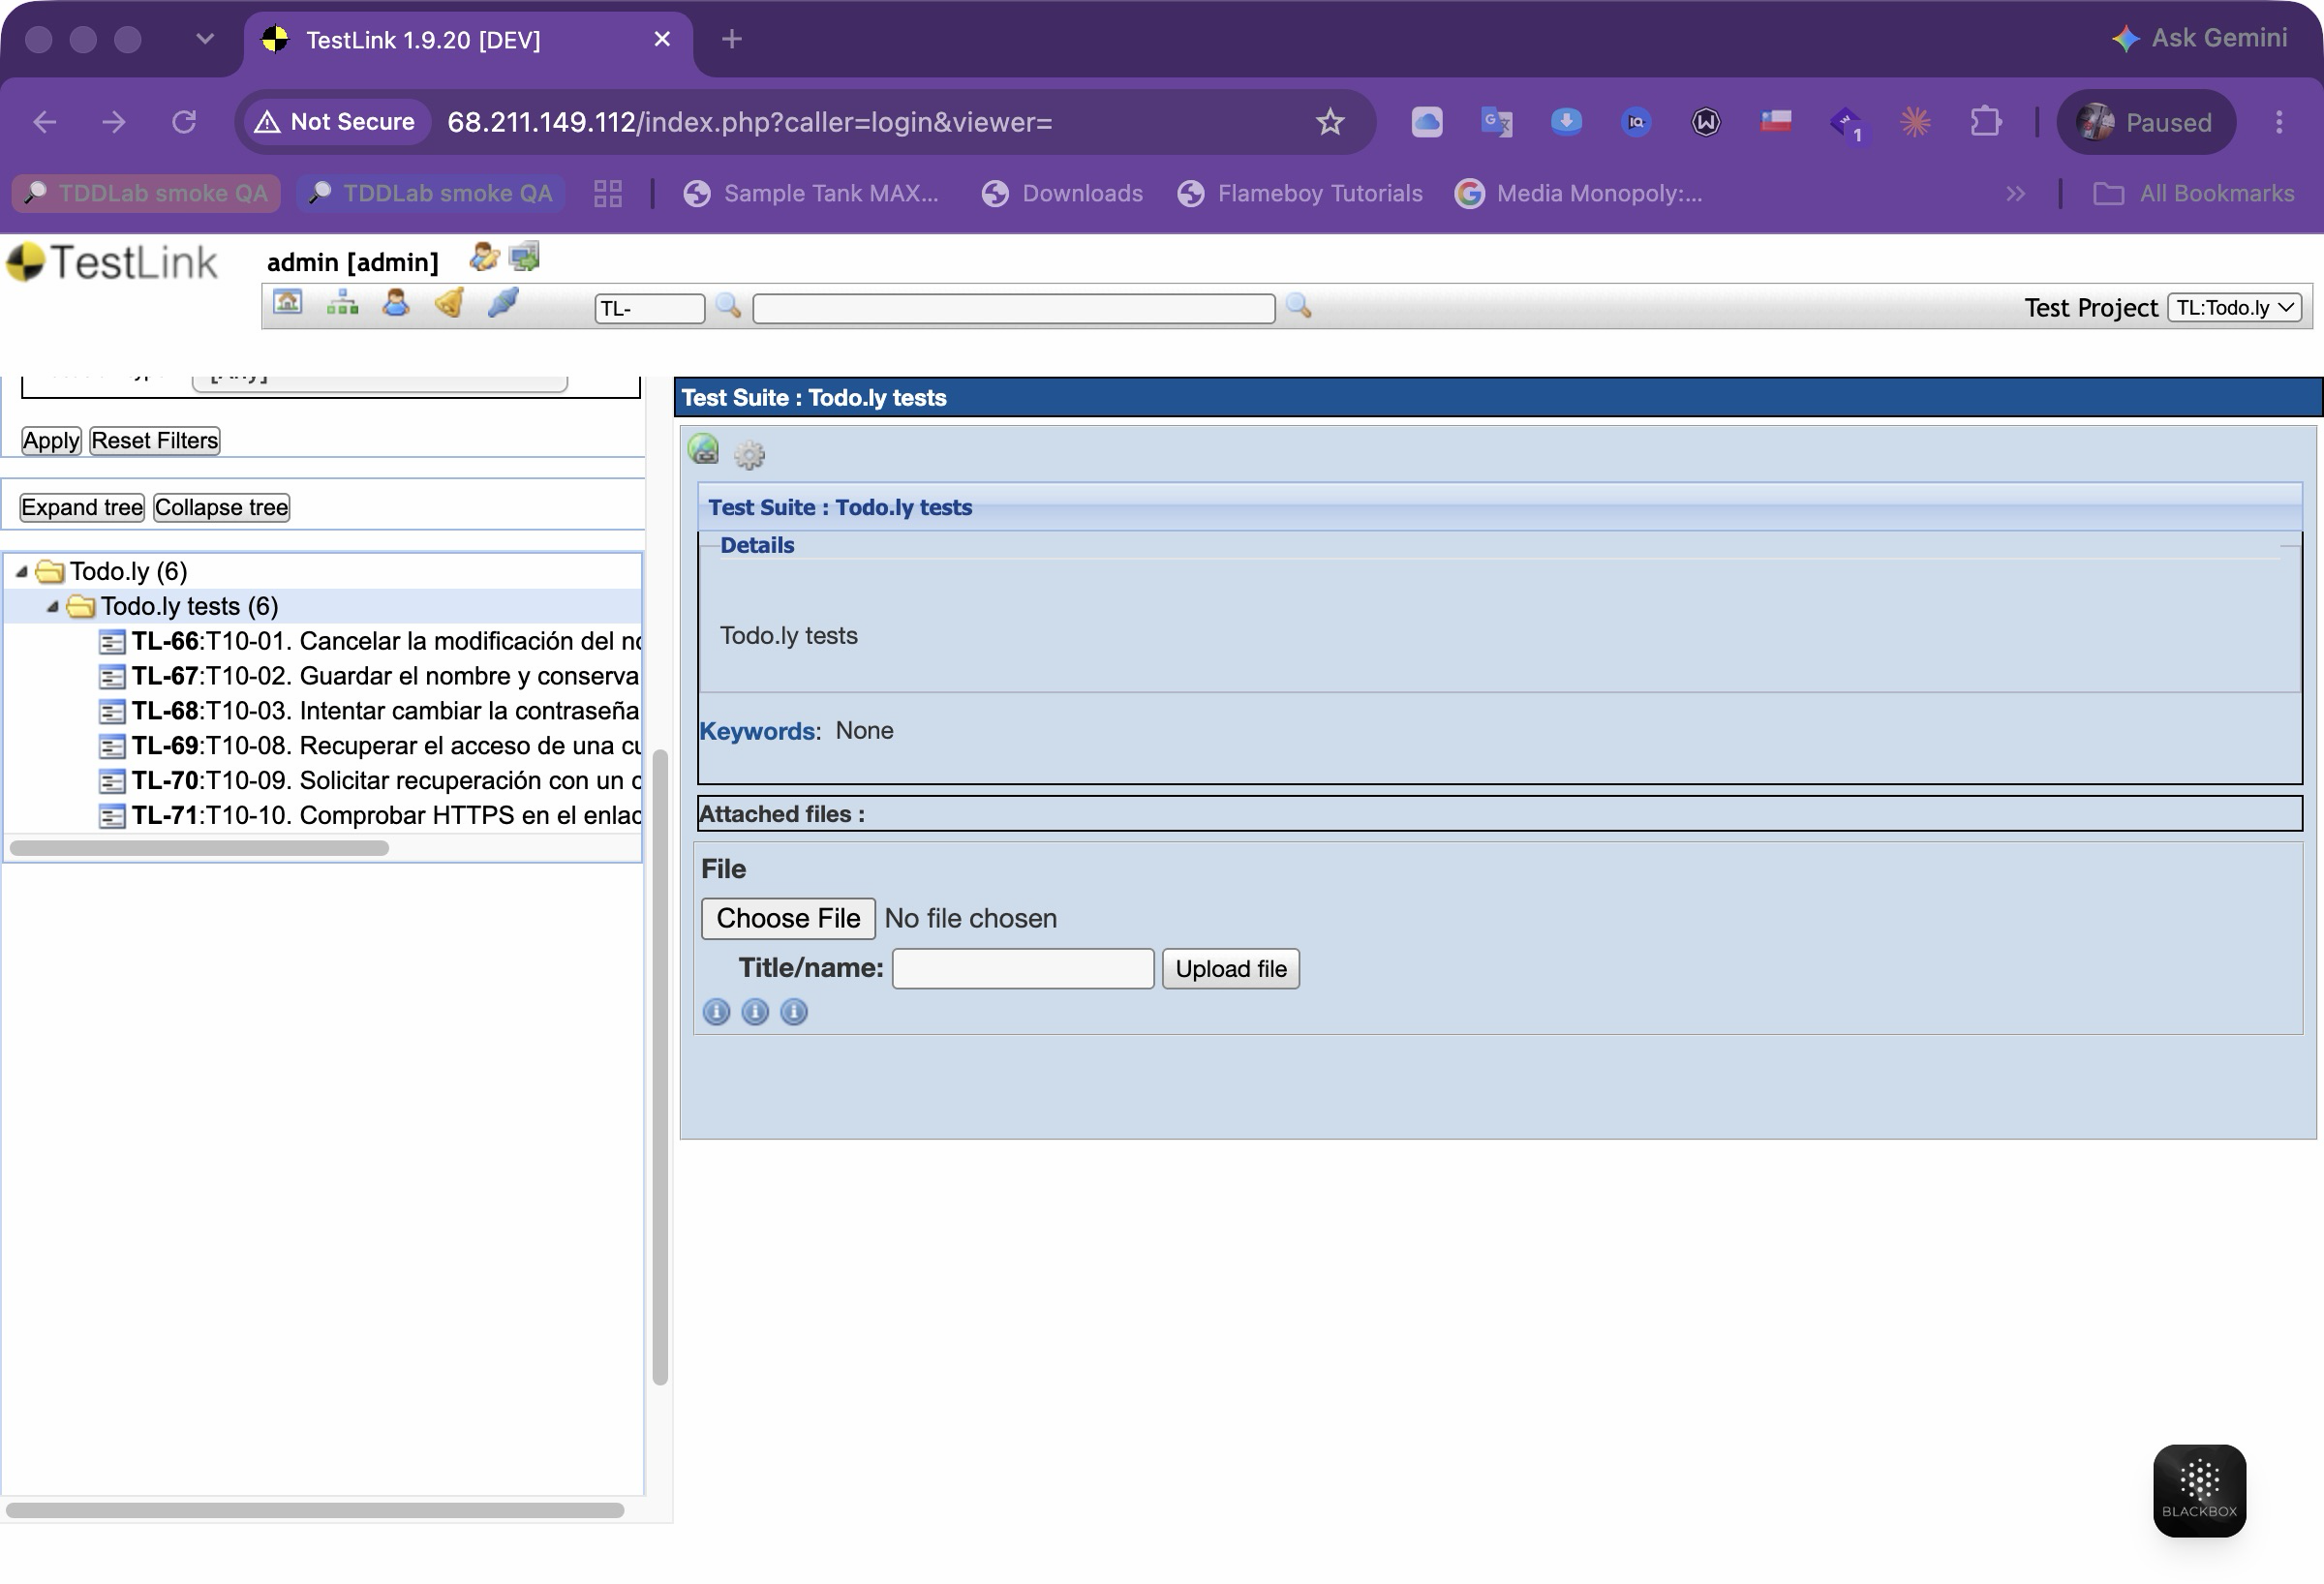 TestLink 1.9.20 [DEV]
Ask Gemini
Not Secure
68.211.149.112/index.php?caller=login&viewer=
1
Paused
TDDLab smoke QA
TDDLab smoke QA
Sample Tank MAX...
Downloads
Flameboy Tutorials
Media Monopoly:...
All Bookmarks
TestLink
admin [admin]
TL-
Test Project
TL:Todo.ly
[Any]
Apply
Reset Filters
Expand tree
Collapse tree
Todo.ly (6)
Todo.ly tests (6)
TL-66:T10-01. Cancelar la modificación del no
TL-67:T10-02. Guardar el nombre y conserva
TL-68:T10-03. Intentar cambiar la contraseña
TL-69:T10-08. Recuperar el acceso de una cu
TL-70:T10-09. Solicitar recuperación con un c
TL-71:T10-10. Comprobar HTTPS en el enlac
Test Suite : Todo.ly tests
Test Suite : Todo.ly tests
Details
Todo.ly tests
Keywords: None
Attached files :
File
Choose File No file chosen
Title/name:
Upload file
BLACKBOX